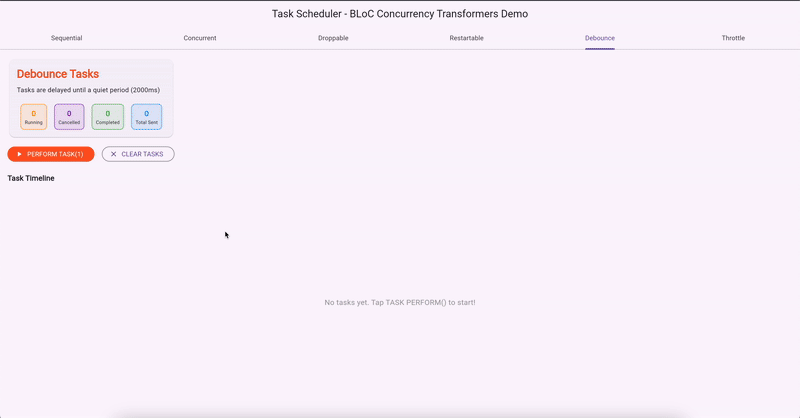 Task Scheduler - BLoC Concurrency Transformers Demo
Sequential
Concurrent
Droppable
Restartable
Debounce
Throttle
Debounce Tasks
Tasks are delayed until a quiet period (2000ms)
0
Running
0
Cancelled
0
Completed
0
Total Sent
PERFORM TASK(1)
CLEAR TASKS
Task Timeline
No tasks yet. Tap TASK PERFORM() to start!